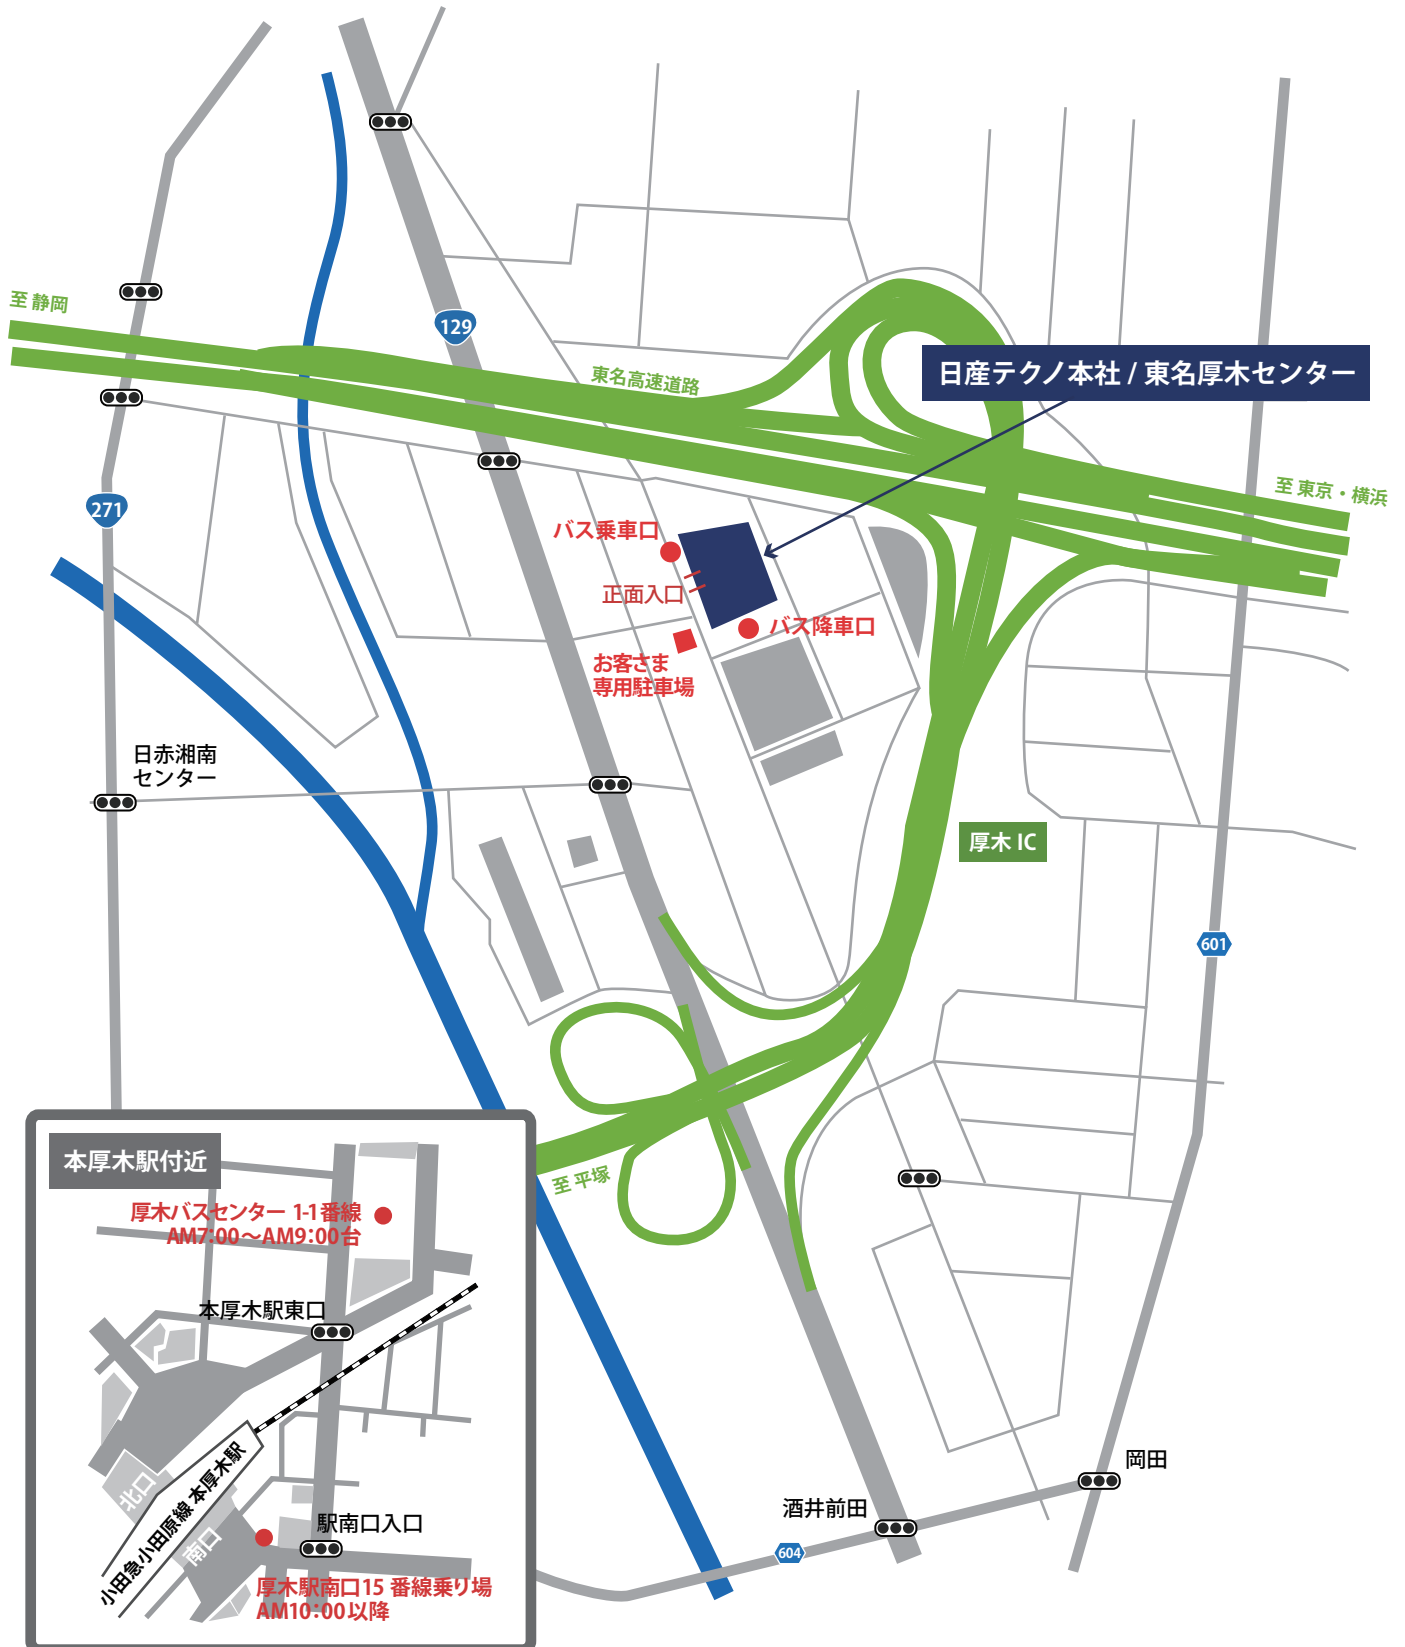 至 静岡
129
東名高速道路
日産テクノ本社 / 東名厚木センター
至 東京・横浜
271
バス乗車口
正面入口
バス降車口
お客さま
専用駐車場
日赤湘南
センター
厚木 IC
601
至 平塚
本厚木駅付近
厚木バスセンター 1-1番線
AM7:00～AM9:00台
本厚木駅東口
北口
小田急小田原線 本厚木駅
南口
駅南口入口
厚木駅南口15 番線乗り場
AM10:00以降
岡田
酒井前田
604